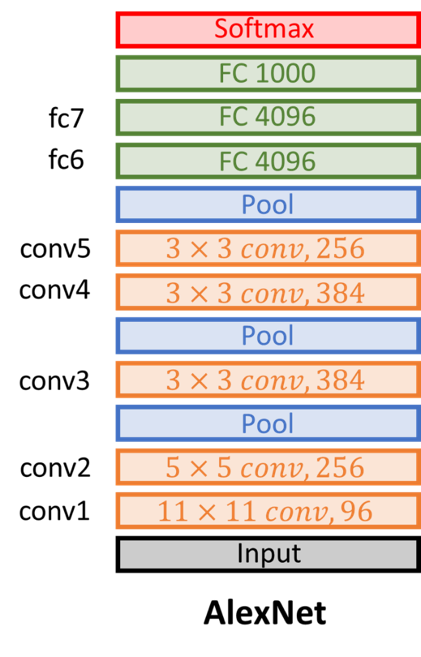 Softmax
FC 1000
fc7 FC 4096
fc6 FC 4096
Pool
conv5 3 × 3 conv, 256
conv4 3 × 3 conv, 384
Pool
conv3 3 × 3 conv, 384
Pool
conv2 5 × 5 conv, 256
conv1 11 × 11 conv, 96
Input
AlexNet